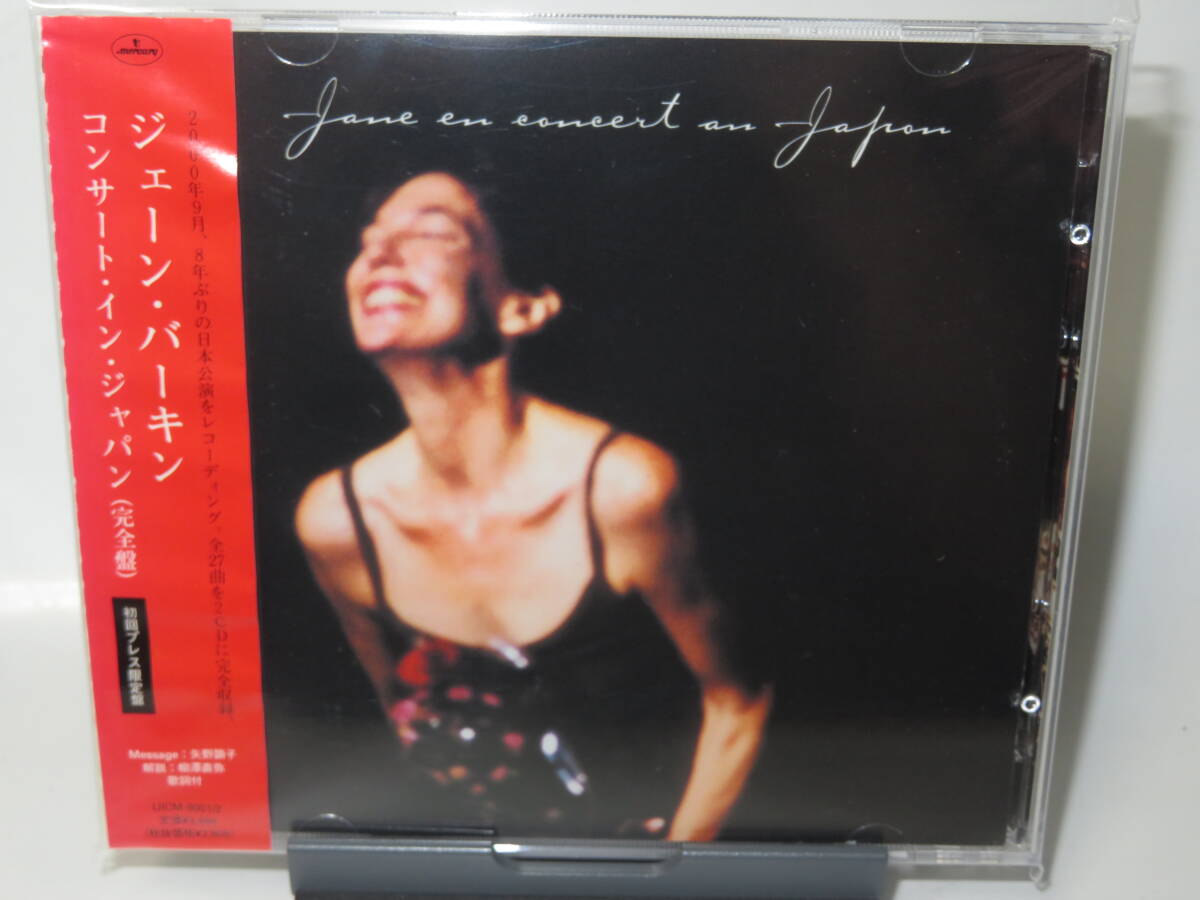 mercury
Jane en concert au Japon
2000年9月、8年ぶりの日本公演をレコーディング。全27曲を2CDに完全収録。
ジェーン・バーキン
コンサート・イン・ジャパン(完全盤)
初回プレス限定盤
Message：矢野顕子
解説：柳澤喜弥
歌詞付